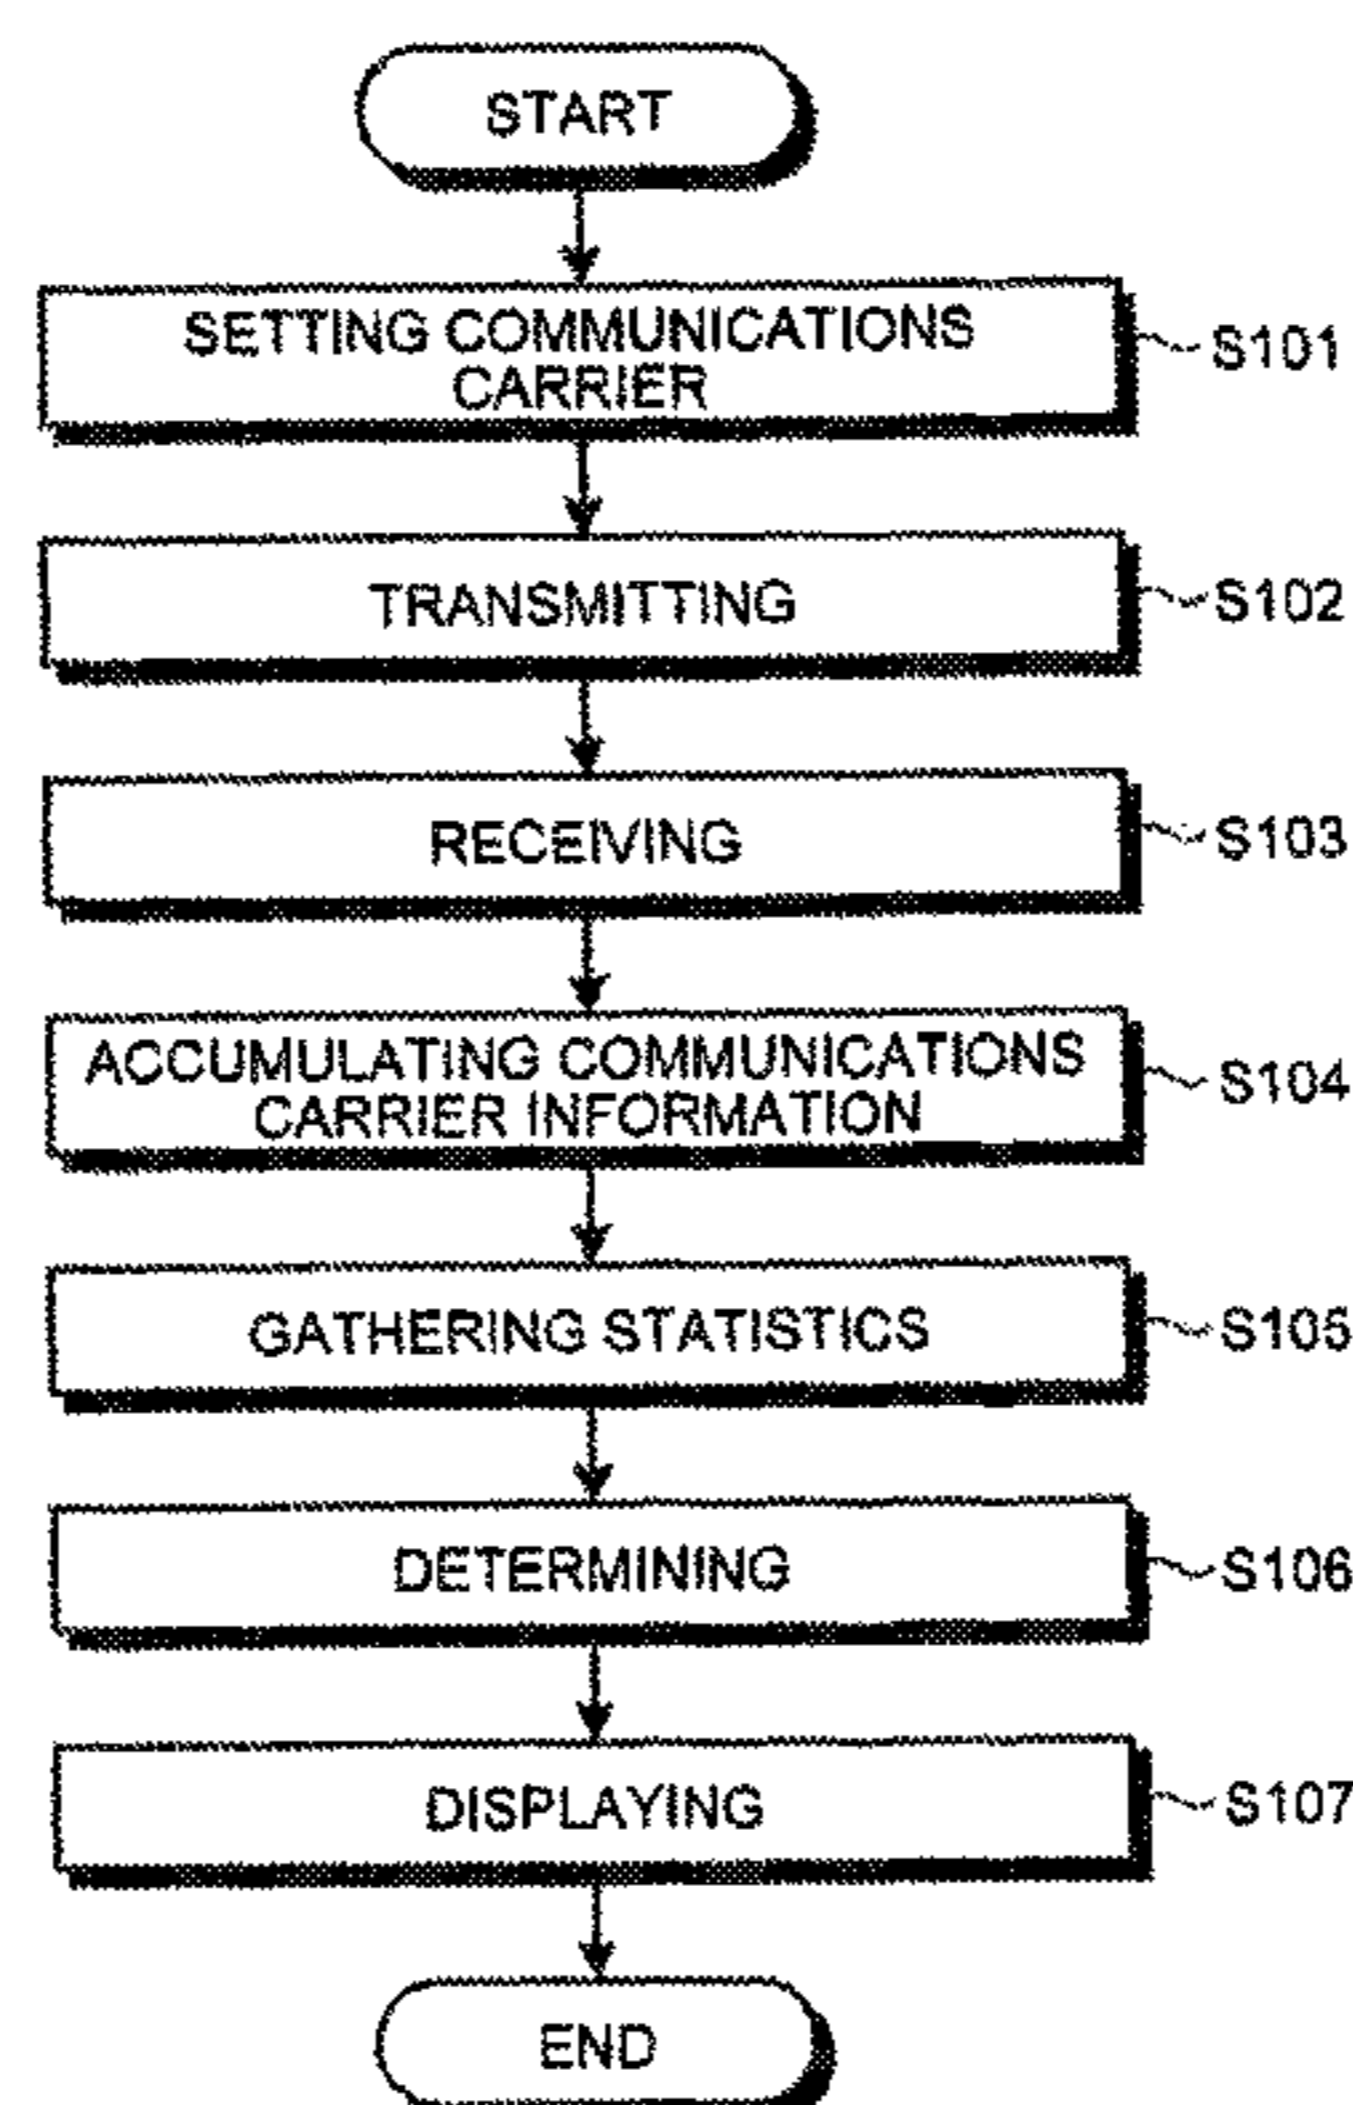 START
SETTING COMMUNICATIONS
CARRIER
S101
TRANSMITTING
S102
RECEIVING
S103
ACCUMULATING COMMUNICATIONS
CARRIER INFORMATION
S104
GATHERING STATISTICS
S105
DETERMINING
S106
DISPLAYING
S107
END